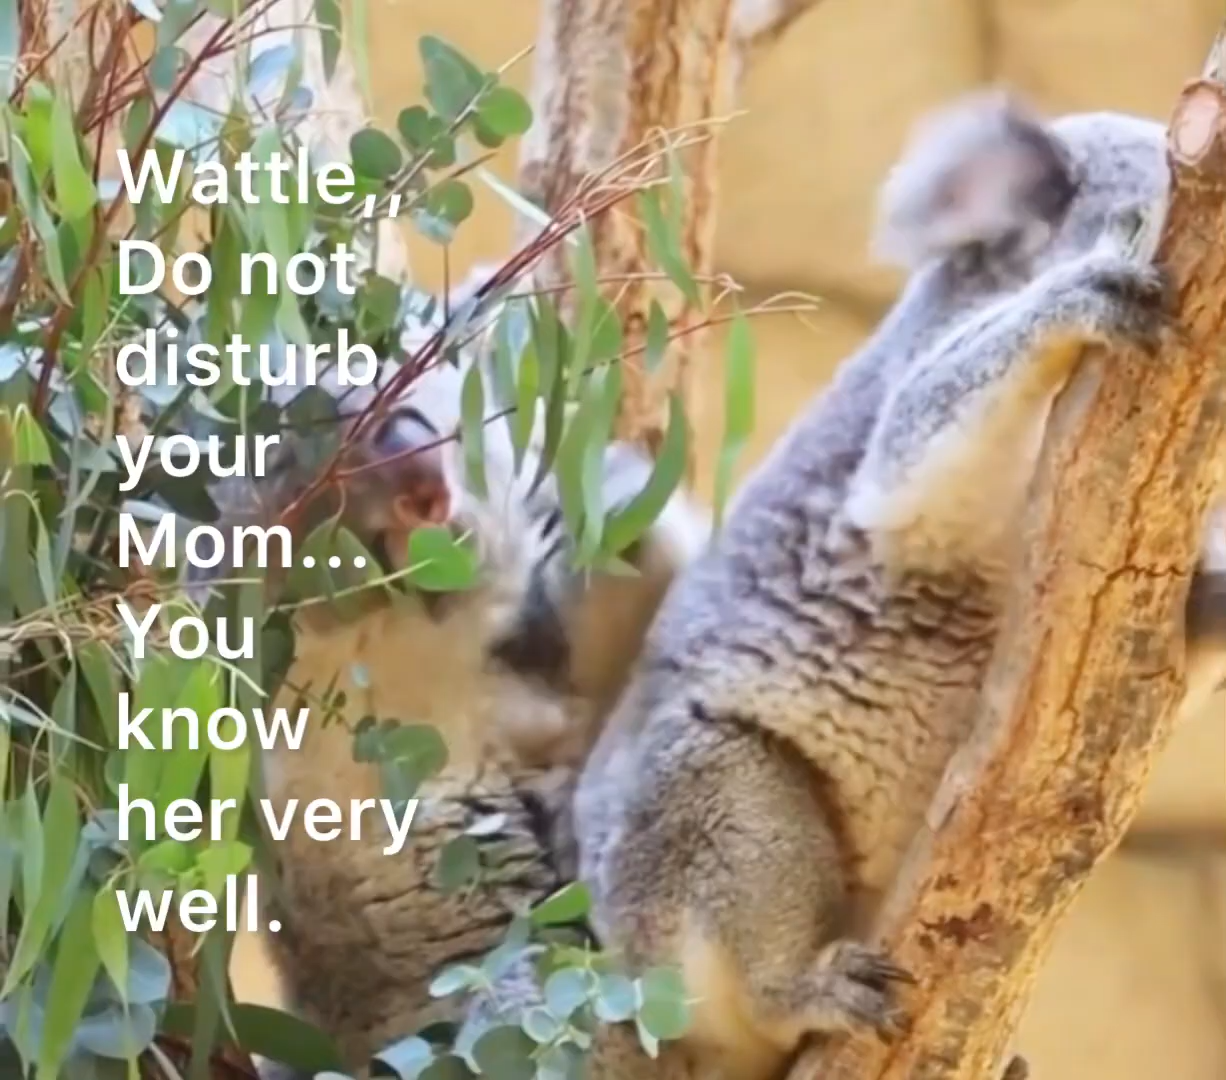 Wattle,,
Do not
disturb
your
Mom...
You
know
her very
well.